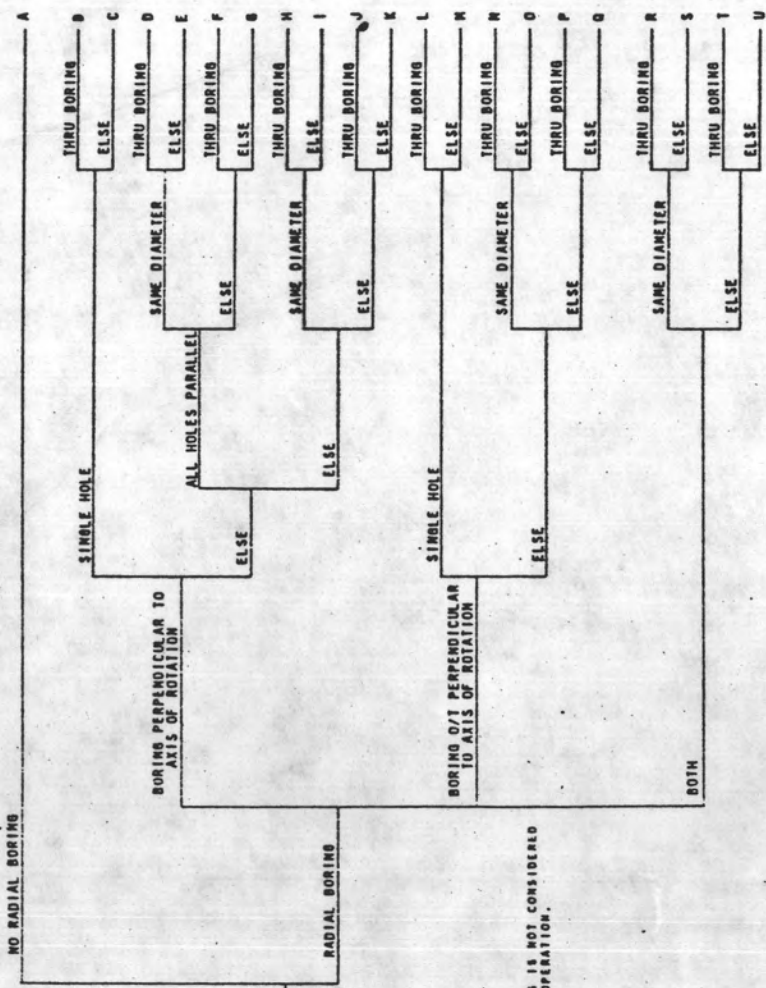 NO RADIAL BORING A
SINGLE HOLE THRU BORING B
ELSE C
BORING PERPENDICULAR TO
AXIS OF ROTATION
SAME DIAMETER THRU BORING D
ELSE E
ALL HOLES PARALLEL
ELSE THRU BORING F
ELSE G
ELSE
SAME DIAMETER THRU BORING H
ELSE I
RADIAL BORING
ELSE
ELSE THRU BORING J
ELSE K
SINGLE HOLE THRU BORING L
ELSE M
BORING O/T PERPENDICULAR
TO AXIS OF ROTATION
SAME DIAMETER THRU BORING N
ELSE O
ELSE
ELSE THRU BORING P
ELSE Q
IS NOT CONSIDERED
OPERATION.
SAME DIAMETER THRU BORING R
ELSE S
BOTH
ELSE THRU BORING T
ELSE U